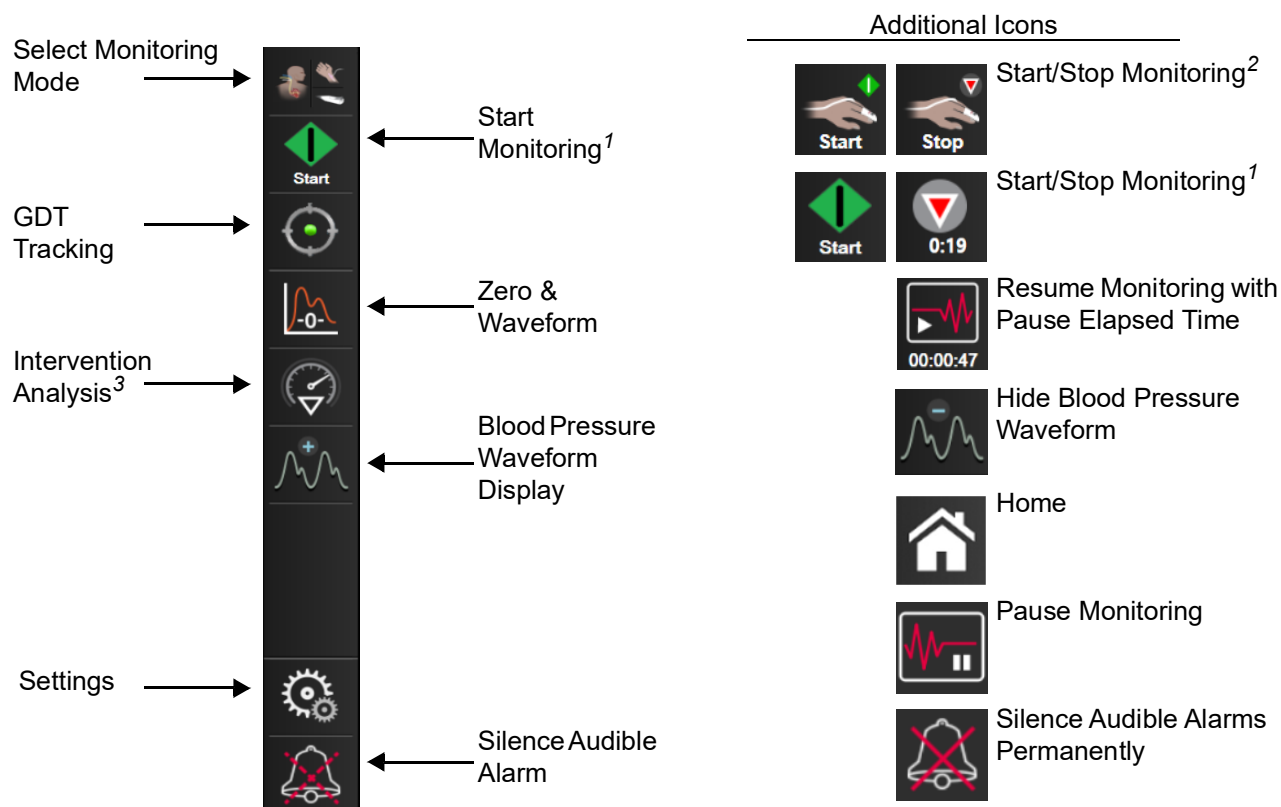 Select Monitoring
Mode
Start
Start
Monitoring1
GDT
Tracking
-0-
Zero &
Waveform
Intervention
Analysis3
Blood Pressure
Waveform
Display
Settings
Silence Audible
Alarm
Additional Icons
Start
Stop
Start/Stop Monitoring2
Start
0:19
Start/Stop Monitoring1
00:00:47
Resume Monitoring with
Pause Elapsed Time
Hide Blood Pressure
Waveform
Home
Pause Monitoring
Silence Audible Alarms
Permanently